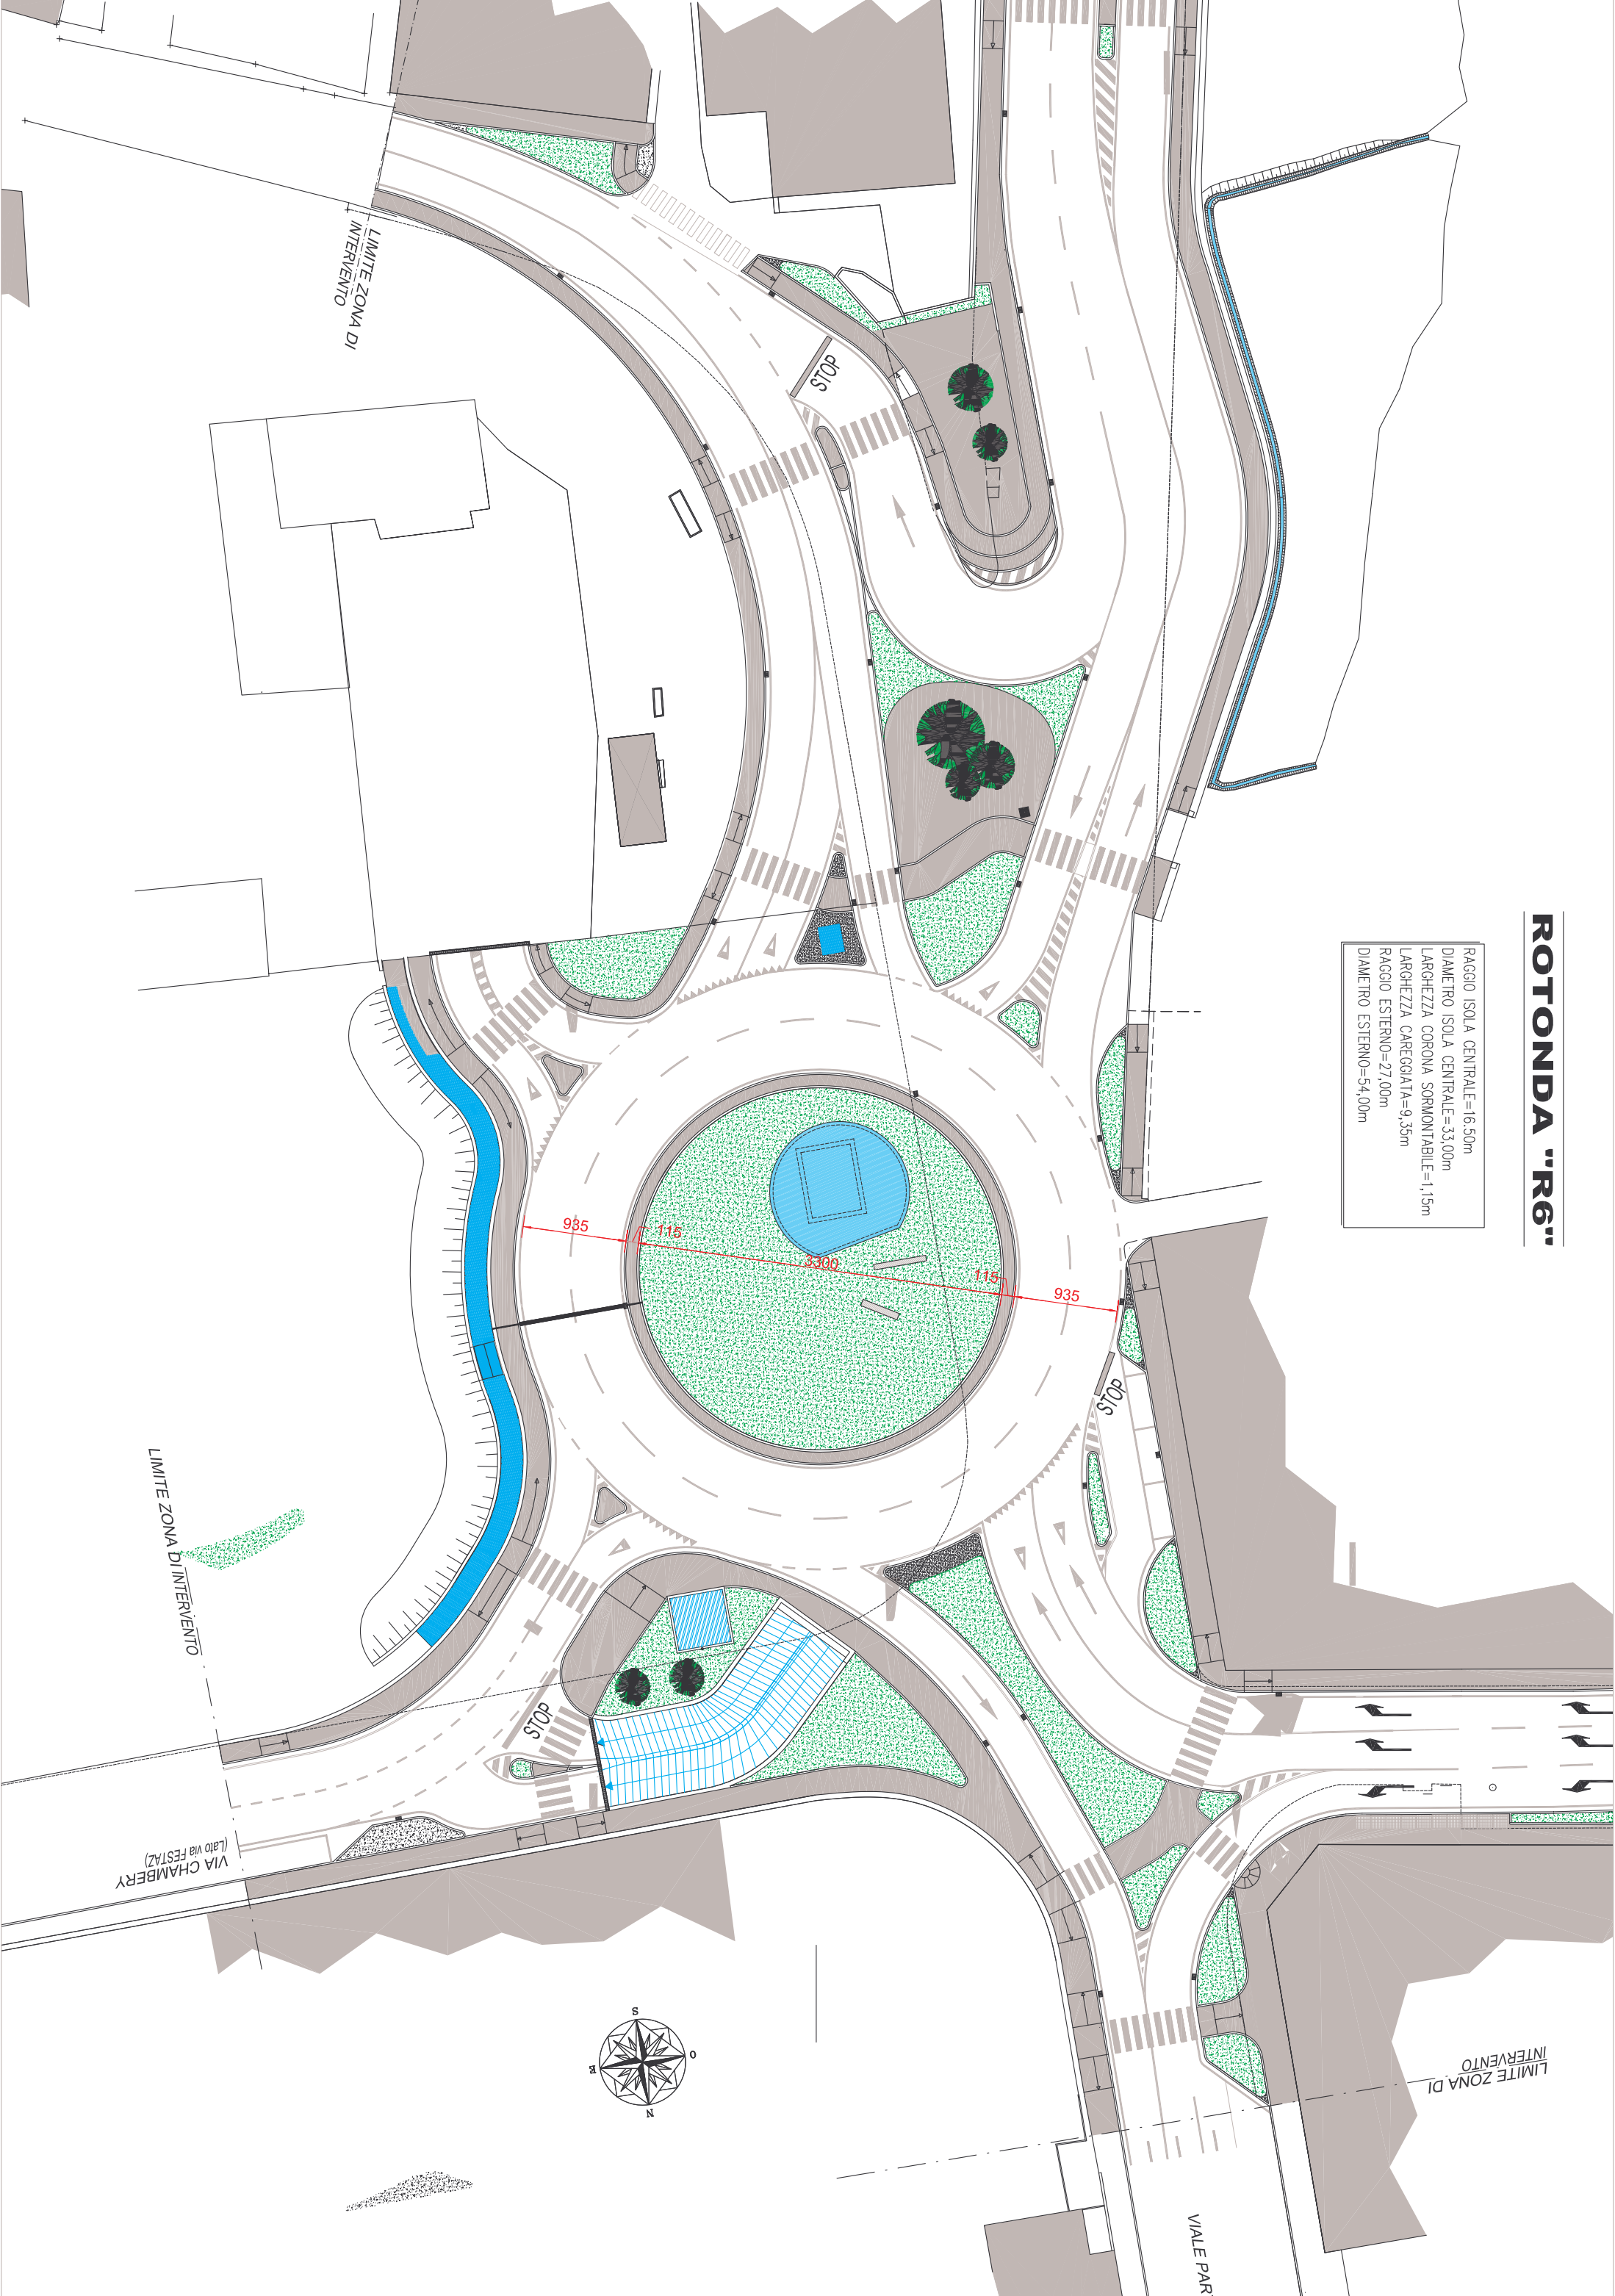 ROTONDA "R6"
RAGGIO ISOLA CENTRALE=16,50m
DIAMETRO ISOLA CENTRALE=33,00m
LARGHEZZA CORONA SORMONTABILE=1,15m
LARGHEZZA CAREGGIATA=9,35m
RAGGIO ESTERNO=27,00m
DIAMETRO ESTERNO=54,00m
LIMITE ZONA DI
INTERVENTO
STOP
935
115
3300
115
935
STOP
LIMITE ZONA DI INTERVENTO
STOP
VIA CHAMBERY
(Lato via FESTAZ)
S
O
E
N
LIMITE ZONA DI
INTERVENTO
VIALE PAR